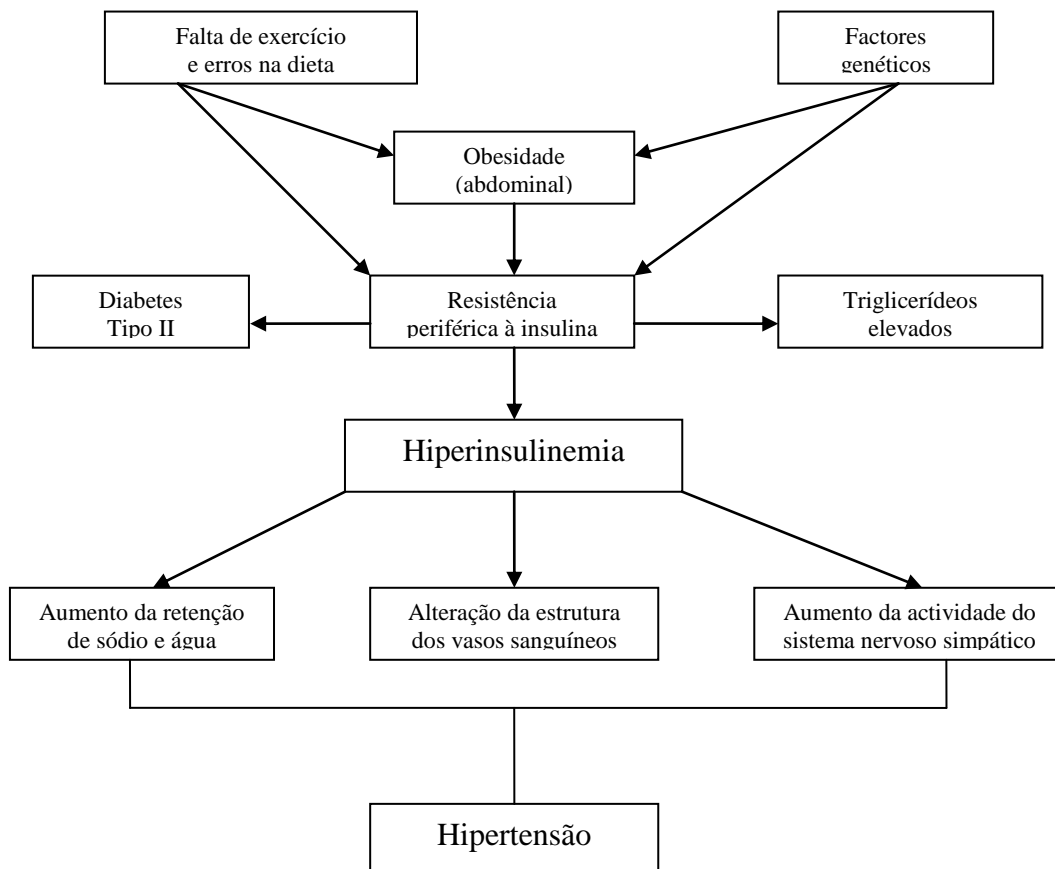 Falta de exercício
e erros na dieta
Factores
genéticos
Obesidade
(abdominal)
Diabetes
Tipo II
Resistência
periférica à insulina
Triglicerídeos
elevados
Hiperinsulinemia
Aumento da retenção
de sódio e água
Alteração da estrutura
dos vasos sanguíneos
Aumento da actividade do
sistema nervoso simpático
Hipertensão